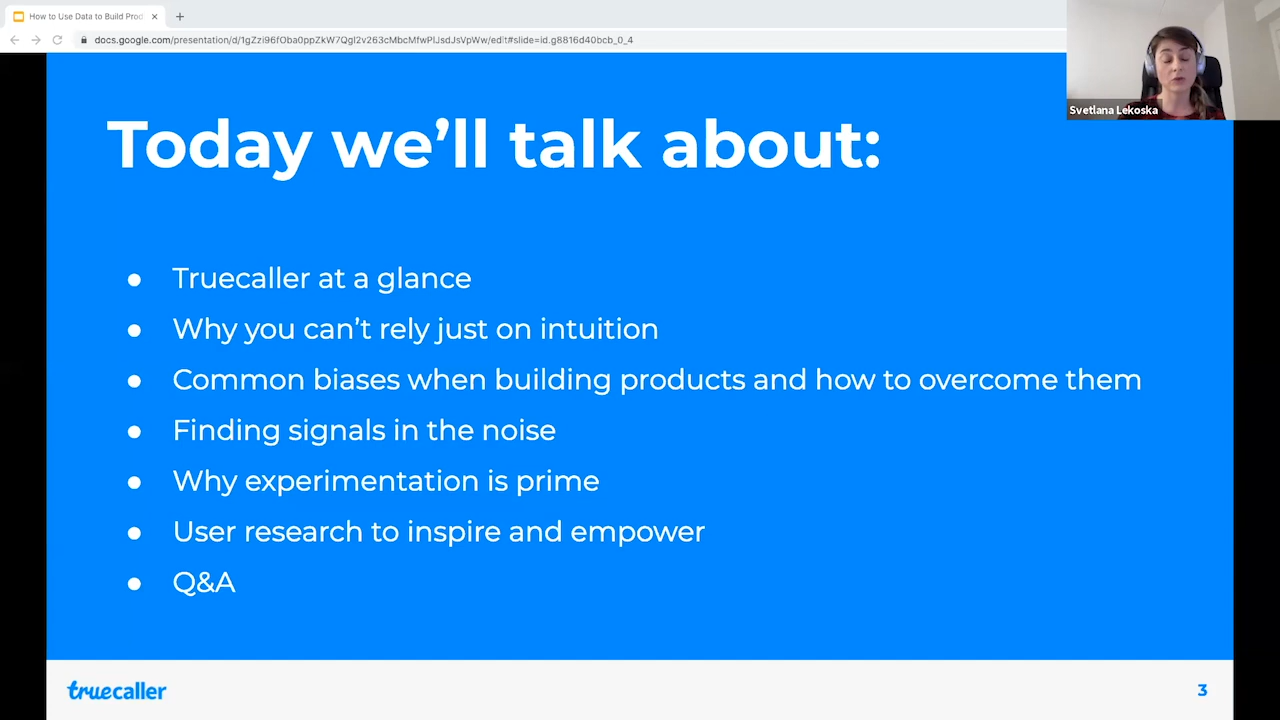 How to Use Data to Build Prod
docs.google.com/presentation/d/1gZzi96fOba0ppZkW7QgI2v263cMbcMfwPlJsdJsVpWw/edit#slide=id.g8816d40bcb_0_4
Svetlana Lekoska
Today we’ll talk about:
● Truecaller at a glance
● Why you can’t rely just on intuition
● Common biases when building products and how to overcome them
● Finding signals in the noise
● Why experimentation is prime
● User research to inspire and empower
● Q&A
truecaller
3